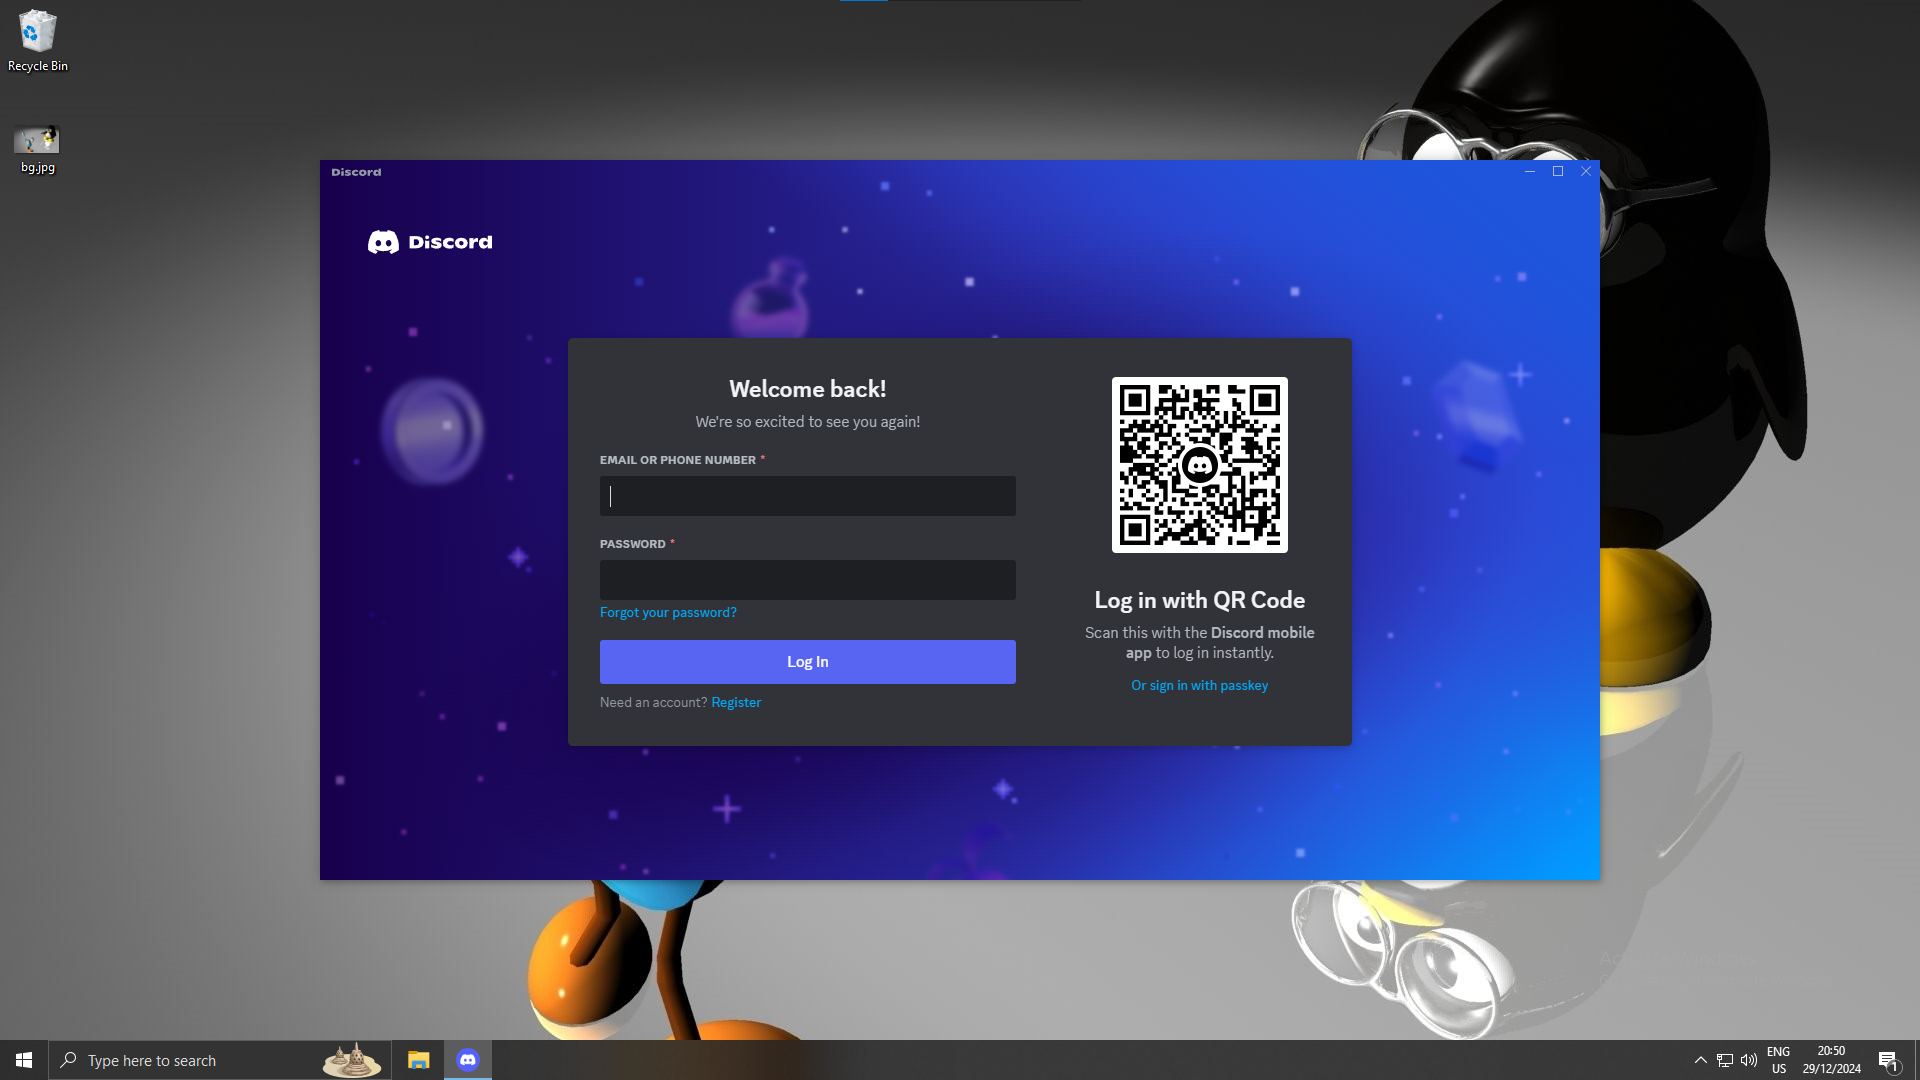 Recycle Bin
bg.jpg
Discord
Discord
Welcome back!
We're so excited to see you again!
EMAIL OR PHONE NUMBER *
PASSWORD *
Forgot your password?
Log In
Need an account? Register
Log in with QR Code
Scan this with the Discord mobile
app to log in instantly.
Or sign in with passkey
Type here to search
ENG
US
20:50
29/12/2024
1